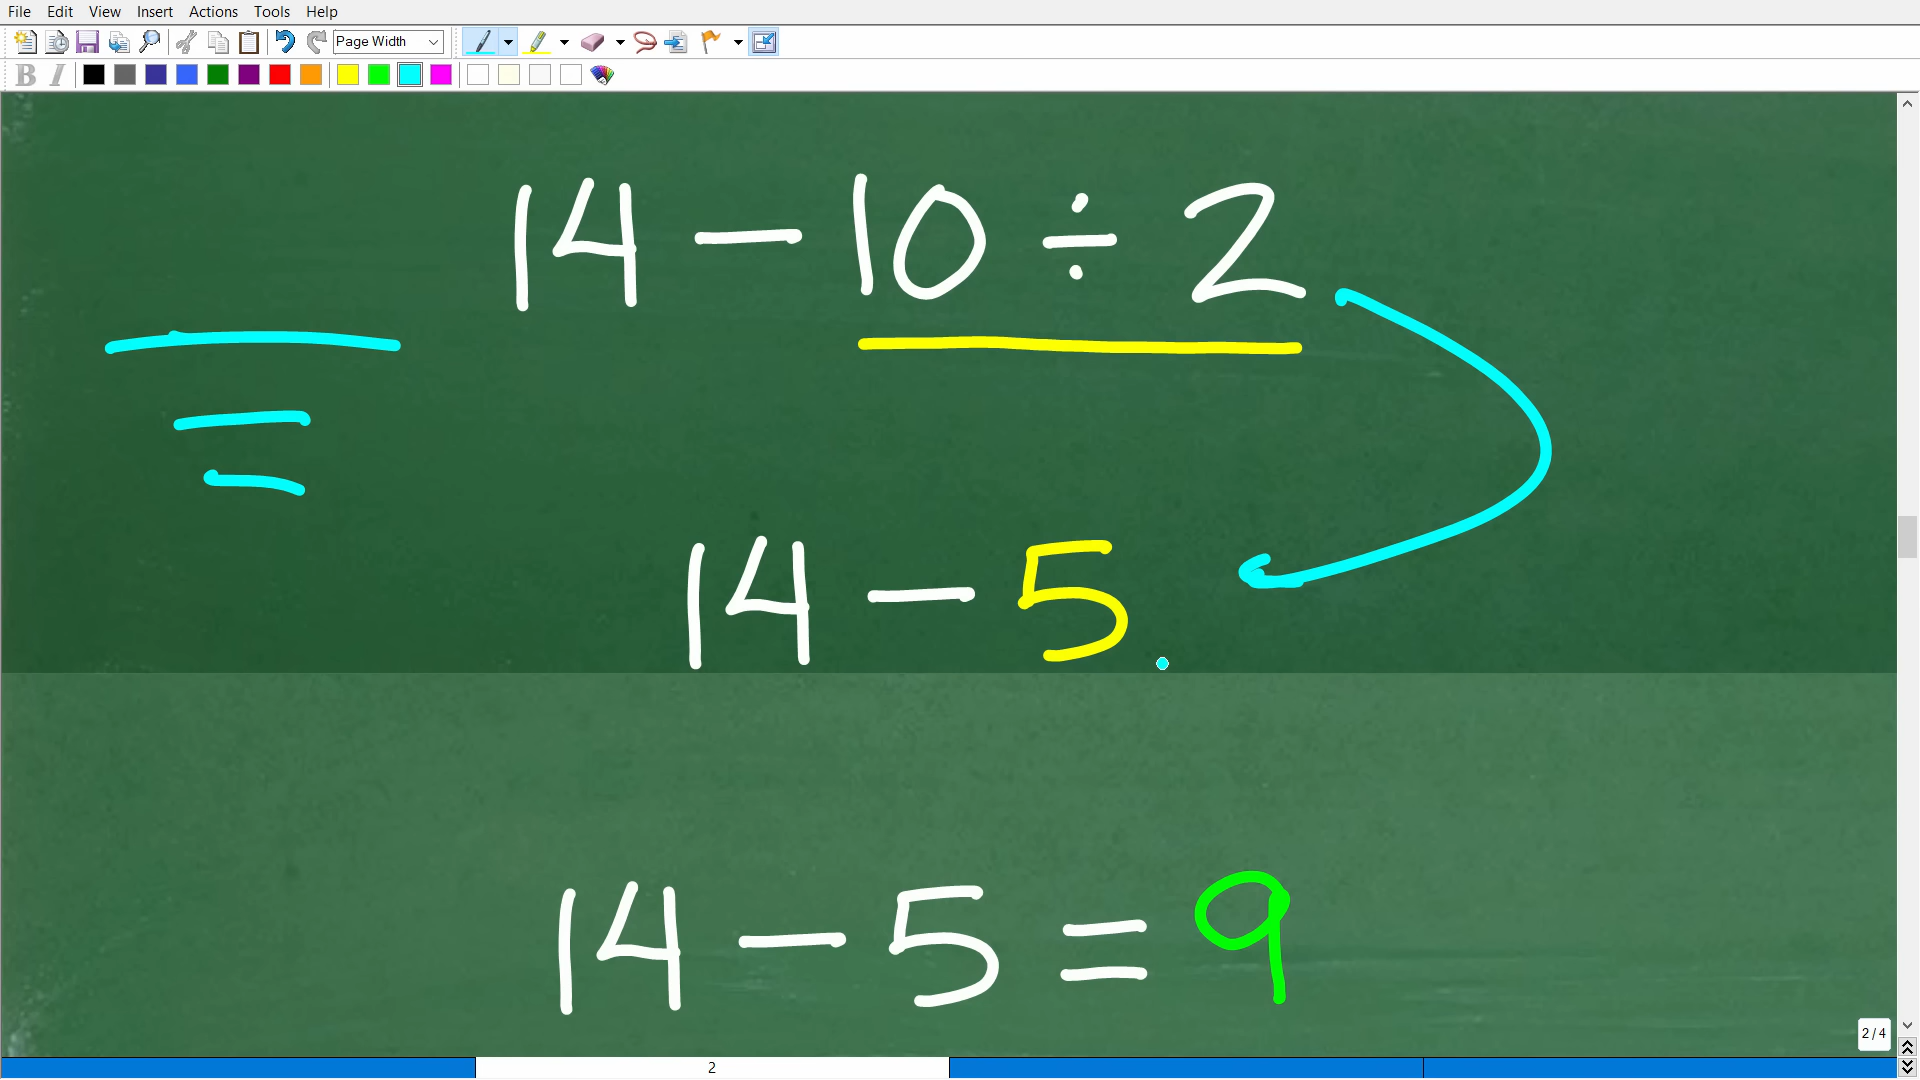 File Edit View Insert Actions Tools Help
Page Width
B I
14 − 10 ÷ 2
14 − 5
14 − 5 = 9
2 / 4
2